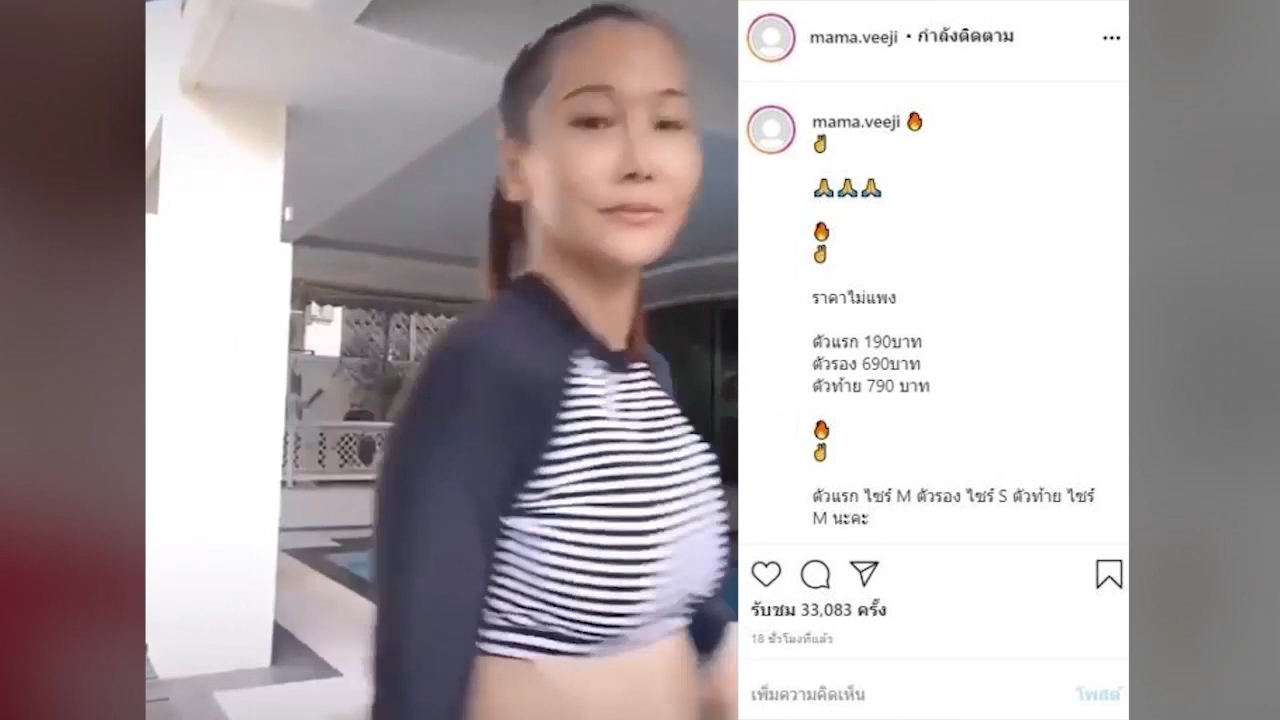 mama.veeji • กำลังติดตาม
mama.veeji 🔥
✌
🙏🙏🙏
🔥
✌
ราคาไม่แพง
ตัวแรก 190บาท
ตัวรอง 690บาท
ตัวท้าย 790 บาท
🔥
✌
ตัวแรก ไซร์ M ตัวรอง ไซร์ S ตัวท้าย ไซร์
M นะคะ
รับชม 33,083 ครั้ง
18 ชั่วโมงที่แล้ว
เพิ่มความคิดเห็น
โพสต์